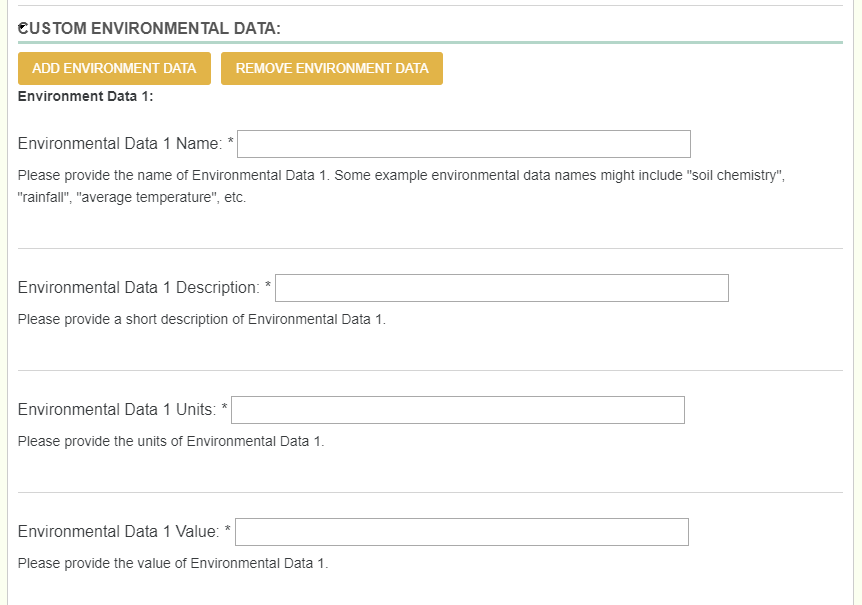 CUSTOM ENVIRONMENTAL DATA:
ADD ENVIRONMENT DATA REMOVE ENVIRONMENT DATA
Environment Data 1:
Environmental Data 1 Name: *
Please provide the name of Environmental Data 1. Some example environmental data names might include "soil chemistry",
"rainfall", "average temperature", etc.
Environmental Data 1 Description: *
Please provide a short description of Environmental Data 1.
Environmental Data 1 Units: *
Please provide the units of Environmental Data 1.
Environmental Data 1 Value: *
Please provide the value of Environmental Data 1.